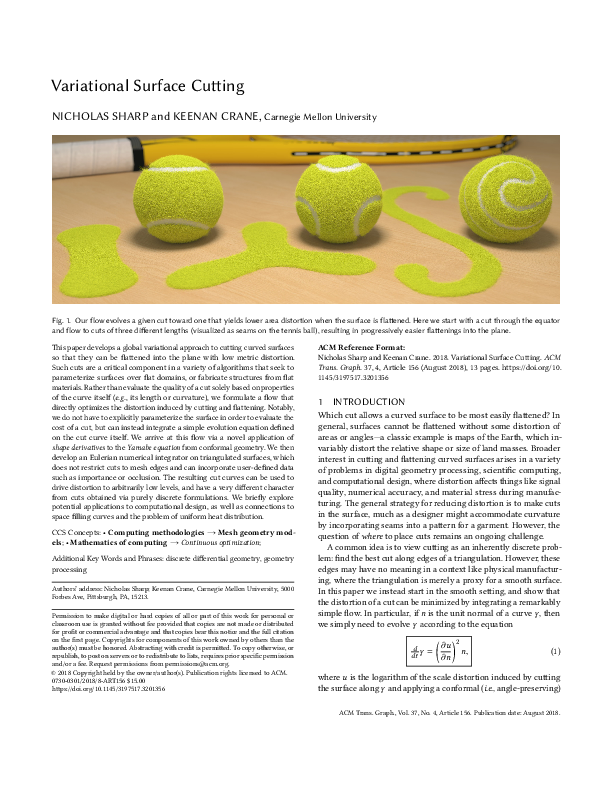 Variational Surface Cutting
NICHOLAS SHARP and KEENAN CRANE, Carnegie Mellon University
Fig. 1. Our flow evolves a given cut toward one that yields lower area distortion when the surface is flattened. Here we start with a cut through the equator
and flow to cuts of three different lengths (visualized as seams on the tennis ball), resulting in progressively easier flattenings into the plane.
This paper develops a global variational approach to cutting curved surfaces
so that they can be flattened into the plane with low metric distortion.
Such cuts are a critical component in a variety of algorithms that seek to
parameterize surfaces over flat domains, or fabricate structures from flat
materials. Rather than evaluate the quality of a cut solely based on properties
of the curve itself (e.g., its length or curvature), we formulate a flow that
directly optimizes the distortion induced by cutting and flattening. Notably,
we do not have to explicitly parameterize the surface in order to evaluate the
cost of a cut, but can instead integrate a simple evolution equation defined
on the cut curve itself. We arrive at this flow via a novel application of
shape derivatives to the Yamabe equation from conformal geometry. We then
develop an Eulerian numerical integrator on triangulated surfaces, which
does not restrict cuts to mesh edges and can incorporate user-defined data
such as importance or occlusion. The resulting cut curves can be used to
drive distortion to arbitrarily low levels, and have a very different character
from cuts obtained via purely discrete formulations. We briefly explore
potential applications to computational design, as well as connections to
space filling curves and the problem of uniform heat distribution.
CCS Concepts: • Computing methodologies → Mesh geometry mod-
els; • Mathematics of computing → Continuous optimization;
Additional Key Words and Phrases: discrete differential geometry, geometry
processing
Authors' address: Nicholas Sharp; Keenan Crane, Carnegie Mellon University, 5000
Forbes Ave, Pittsburgh, PA, 15213.
Permission to make digital or hard copies of all or part of this work for personal or
classroom use is granted without fee provided that copies are not made or distributed
for profit or commercial advantage and that copies bear this notice and the full citation
on the first page. Copyrights for components of this work owned by others than the
author(s) must be honored. Abstracting with credit is permitted. To copy otherwise, or
republish, to post on servers or to redistribute to lists, requires prior specific permission
and/or a fee. Request permissions from permissions@acm.org.
© 2018 Copyright held by the owner/author(s). Publication rights licensed to ACM.
0730-0301/2018/8-ART156 $15.00
https://doi.org/10.1145/3197517.3201356
ACM Reference Format:
Nicholas Sharp and Keenan Crane. 2018. Variational Surface Cutting. ACM
Trans. Graph. 37, 4, Article 156 (August 2018), 13 pages. https://doi.org/10.
1145/3197517.3201356
1 INTRODUCTION
Which cut allows a curved surface to be most easily flattened? In
general, surfaces cannot be flattened without some distortion of
areas or angles—a classic example is maps of the Earth, which in-
variably distort the relative shape or size of land masses. Broader
interest in cutting and flattening curved surfaces arises in a variety
of problems in digital geometry processing, scientific computing,
and computational design, where distortion affects things like signal
quality, numerical accuracy, and material stress during manufac-
turing. The general strategy for reducing distortion is to make cuts
in the surface, much as a designer might accommodate curvature
by incorporating seams into a pattern for a garment. However, the
question of where to place cuts remains an ongoing challenge.
A common idea is to view cutting as an inherently discrete prob-
lem: find the best cut along edges of a triangulation. However, these
edges may have no meaning in a context like physical manufactur-
ing, where the triangulation is merely a proxy for a smooth surface.
In this paper we instead start in the smooth setting, and show that
the distortion of a cut can be minimized by integrating a remarkably
simple flow. In particular, if n is the unit normal of a curve γ, then
we simply need to evolve γ according to the equation
d/dt γ = (∂u/∂n)² n, (1)
where u is the logarithm of the scale distortion induced by cutting
the surface along γ and applying a conformal (i.e., angle-preserving)
ACM Trans. Graph., Vol. 37, No. 4, Article 156. Publication date: August 2018.